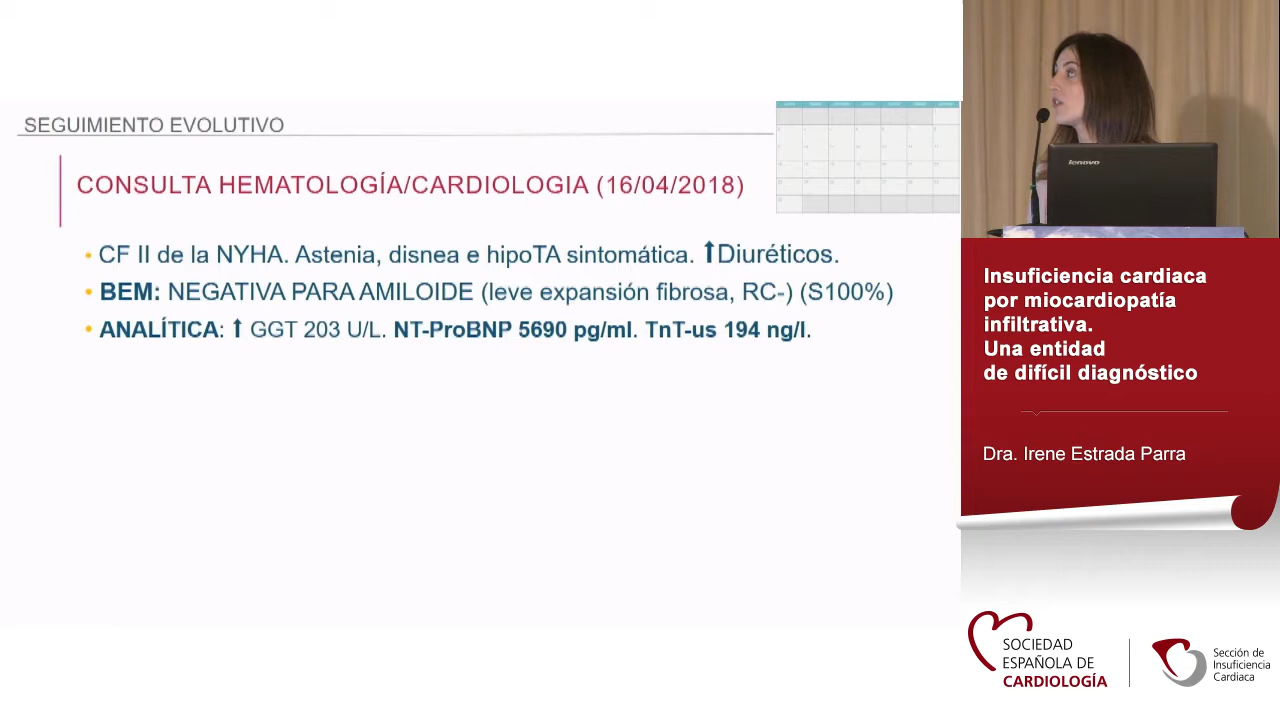 SEGUIMIENTO EVOLUTIVO
CONSULTA HEMATOLOGÍA/CARDIOLOGIA (16/04/2018)
• CF II de la NYHA. Astenia, disnea e hipoTA sintomática. ⬆Diuréticos.
• BEM: NEGATIVA PARA AMILOIDE (leve expansión fibrosa, RC-) (S100%)
• ANALÍTICA: ⬆ GGT 203 U/L. NT-ProBNP 5690 pg/ml. TnT-us 194 ng/l.
lenovo
Insuficiencia cardiaca
por miocardiopatía
infiltrativa.
Una entidad
de difícil diagnóstico
Dra. Irene Estrada Parra
SOCIEDAD
ESPAÑOLA DE
CARDIOLOGÍA
Sección de
Insuficiencia
Cardiaca